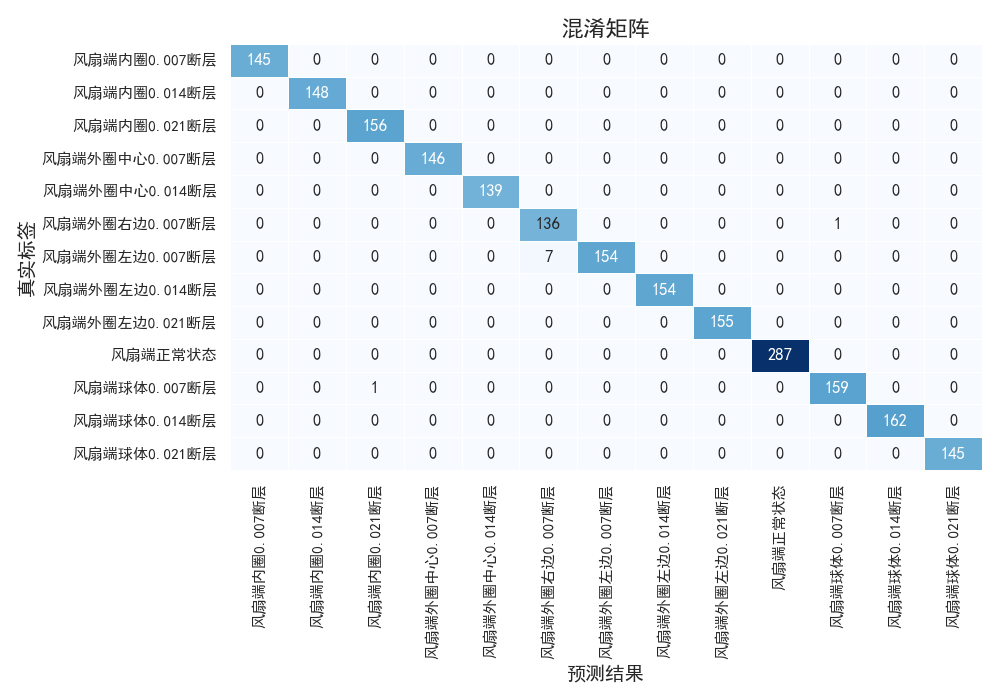 混淆矩阵
真实标签
风扇端内圈0.007断层 145 0 0 0 0 0 0 0 0 0 0 0 0
风扇端内圈0.014断层 0 148 0 0 0 0 0 0 0 0 0 0 0
风扇端内圈0.021断层 0 0 156 0 0 0 0 0 0 0 0 0 0
风扇端外圈中心0.007断层 0 0 0 146 0 0 0 0 0 0 0 0 0
风扇端外圈中心0.014断层 0 0 0 0 139 0 0 0 0 0 0 0 0
风扇端外圈右边0.007断层 0 0 0 0 0 136 0 0 0 0 1 0 0
风扇端外圈左边0.007断层 0 0 0 0 0 7 154 0 0 0 0 0 0
风扇端外圈左边0.014断层 0 0 0 0 0 0 0 154 0 0 0 0 0
风扇端外圈左边0.021断层 0 0 0 0 0 0 0 0 155 0 0 0 0
风扇端正常状态 0 0 0 0 0 0 0 0 0 287 0 0 0
风扇端球体0.007断层 0 0 1 0 0 0 0 0 0 0 159 0 0
风扇端球体0.014断层 0 0 0 0 0 0 0 0 0 0 0 162 0
风扇端球体0.021断层 0 0 0 0 0 0 0 0 0 0 0 0 145
风扇端内圈0.007断层
风扇端内圈0.014断层
风扇端内圈0.021断层
风扇端外圈中心0.007断层
风扇端外圈中心0.014断层
风扇端外圈右边0.007断层
风扇端外圈左边0.007断层
风扇端外圈左边0.014断层
风扇端外圈左边0.021断层
风扇端正常状态
风扇端球体0.007断层
风扇端球体0.014断层
风扇端球体0.021断层
预测结果